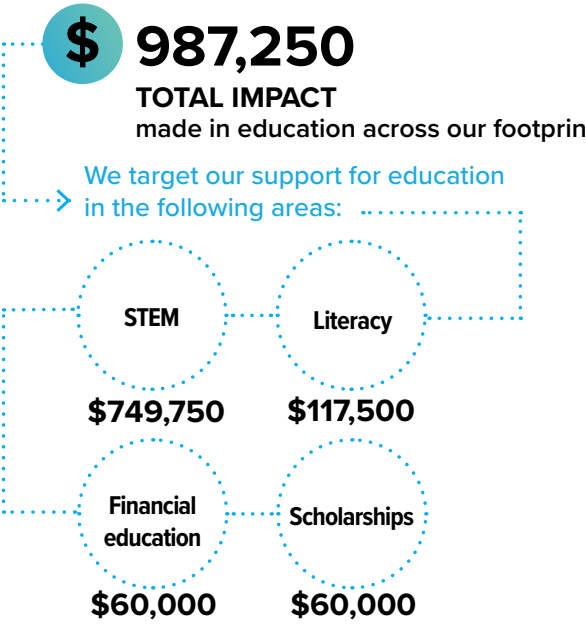 $ 987,250
TOTAL IMPACT
made in education across our footprin
We target our support for education
in the following areas:
STEM
Literacy
$749,750
$117,500
Financial
education
Scholarships
$60,000
$60,000